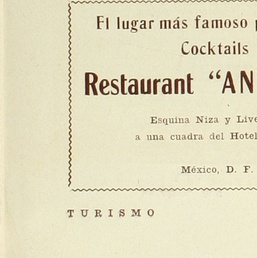 El lugar más famoso
Cocktails
Restaurant “AN
Esquina Niza y Live
a una cuadra del Hotel
México, D. F.
TURISMO